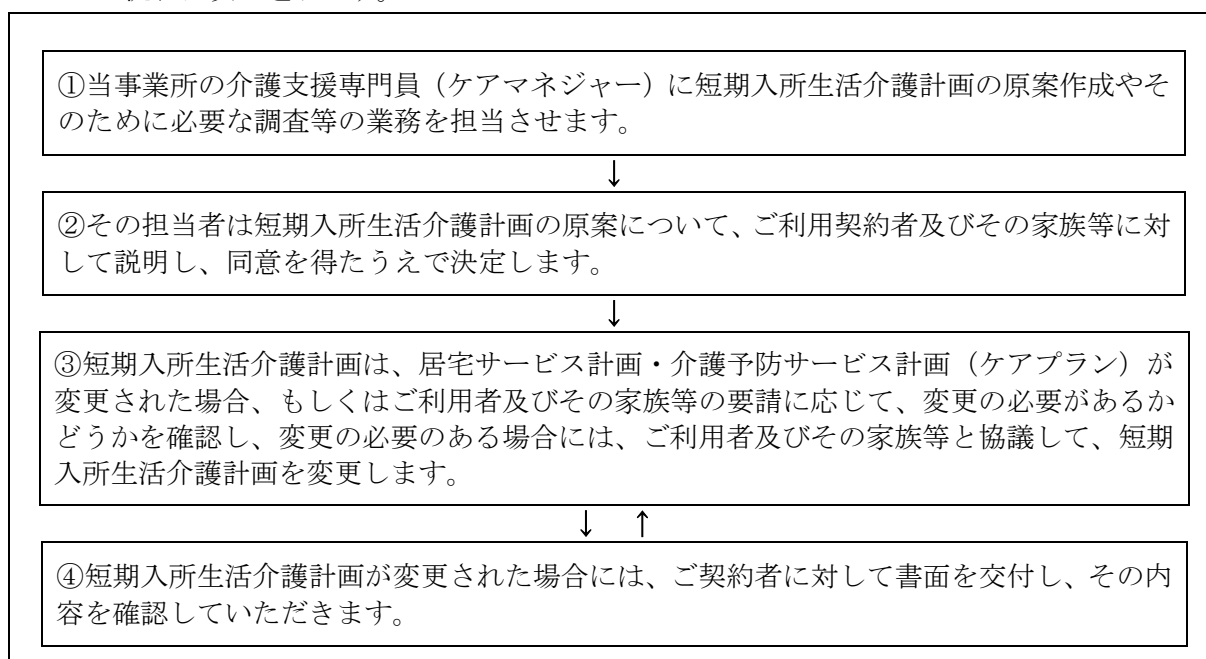 ①当事業所の介護支援専門員（ケアマネジャー）に短期入所生活介護計画の原案作成やそ
のために必要な調査等の業務を担当させます。
↓
②その担当者は短期入所生活介護計画の原案について、ご利用契約者及びその家族等に対
して説明し、同意を得たうえで決定します。
↓
③短期入所生活介護計画は、居宅サービス計画・介護予防サービス計画（ケアプラン）が
変更された場合、もしくはご利用者及びその家族等の要請に応じて、変更の必要があるか
どうかを確認し、変更の必要のある場合には、ご利用者及びその家族等と協議して、短期
入所生活介護計画を変更します。
↓ ↑
④短期入所生活介護計画が変更された場合には、ご契約者に対して書面を交付し、その内
容を確認していただきます。